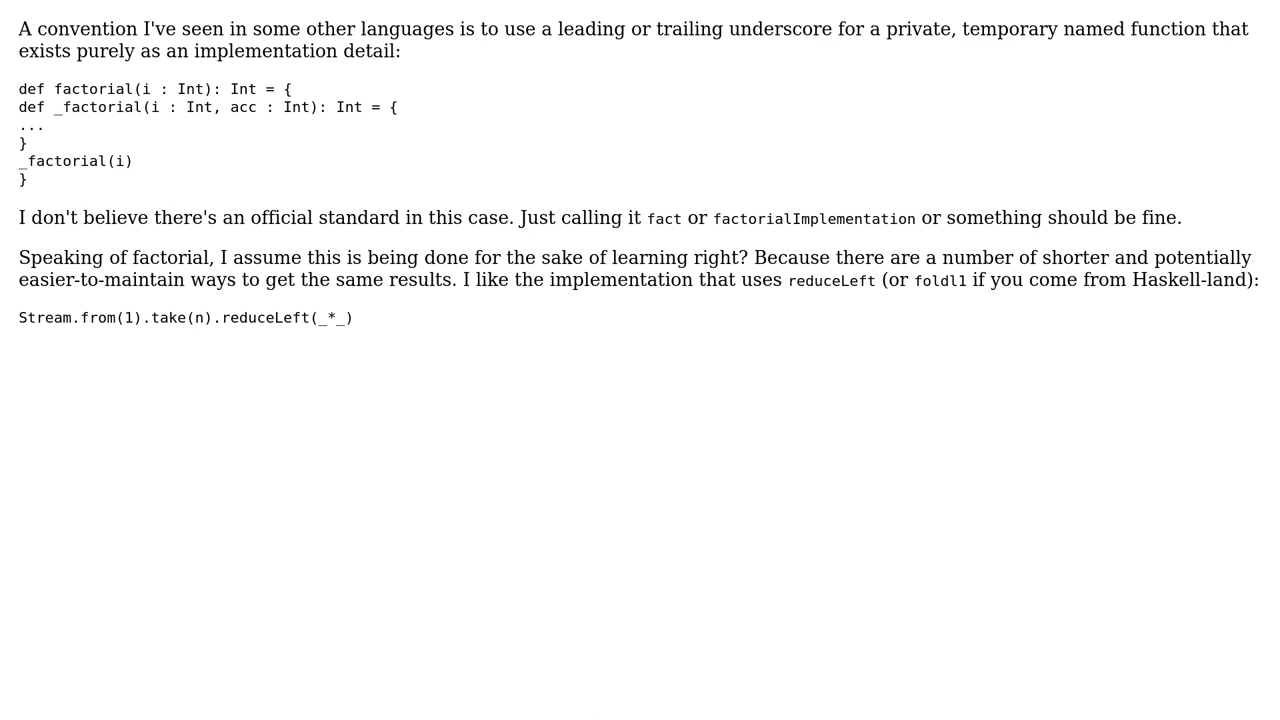 A convention I've seen in some other languages is to use a leading or trailing underscore for a private, temporary named function that
exists purely as an implementation detail:
def factorial(i : Int): Int = {
def _factorial(i : Int, acc : Int): Int = {
...
}
_factorial(i)
}
I don't believe there's an official standard in this case. Just calling it fact or factorialImplementation or something should be fine.
Speaking of factorial, I assume this is being done for the sake of learning right? Because there are a number of shorter and potentially
easier-to-maintain ways to get the same results. I like the implementation that uses reduceLeft (or foldl1 if you come from Haskell-land):
Stream.from(1).take(n).reduceLeft(_*_)